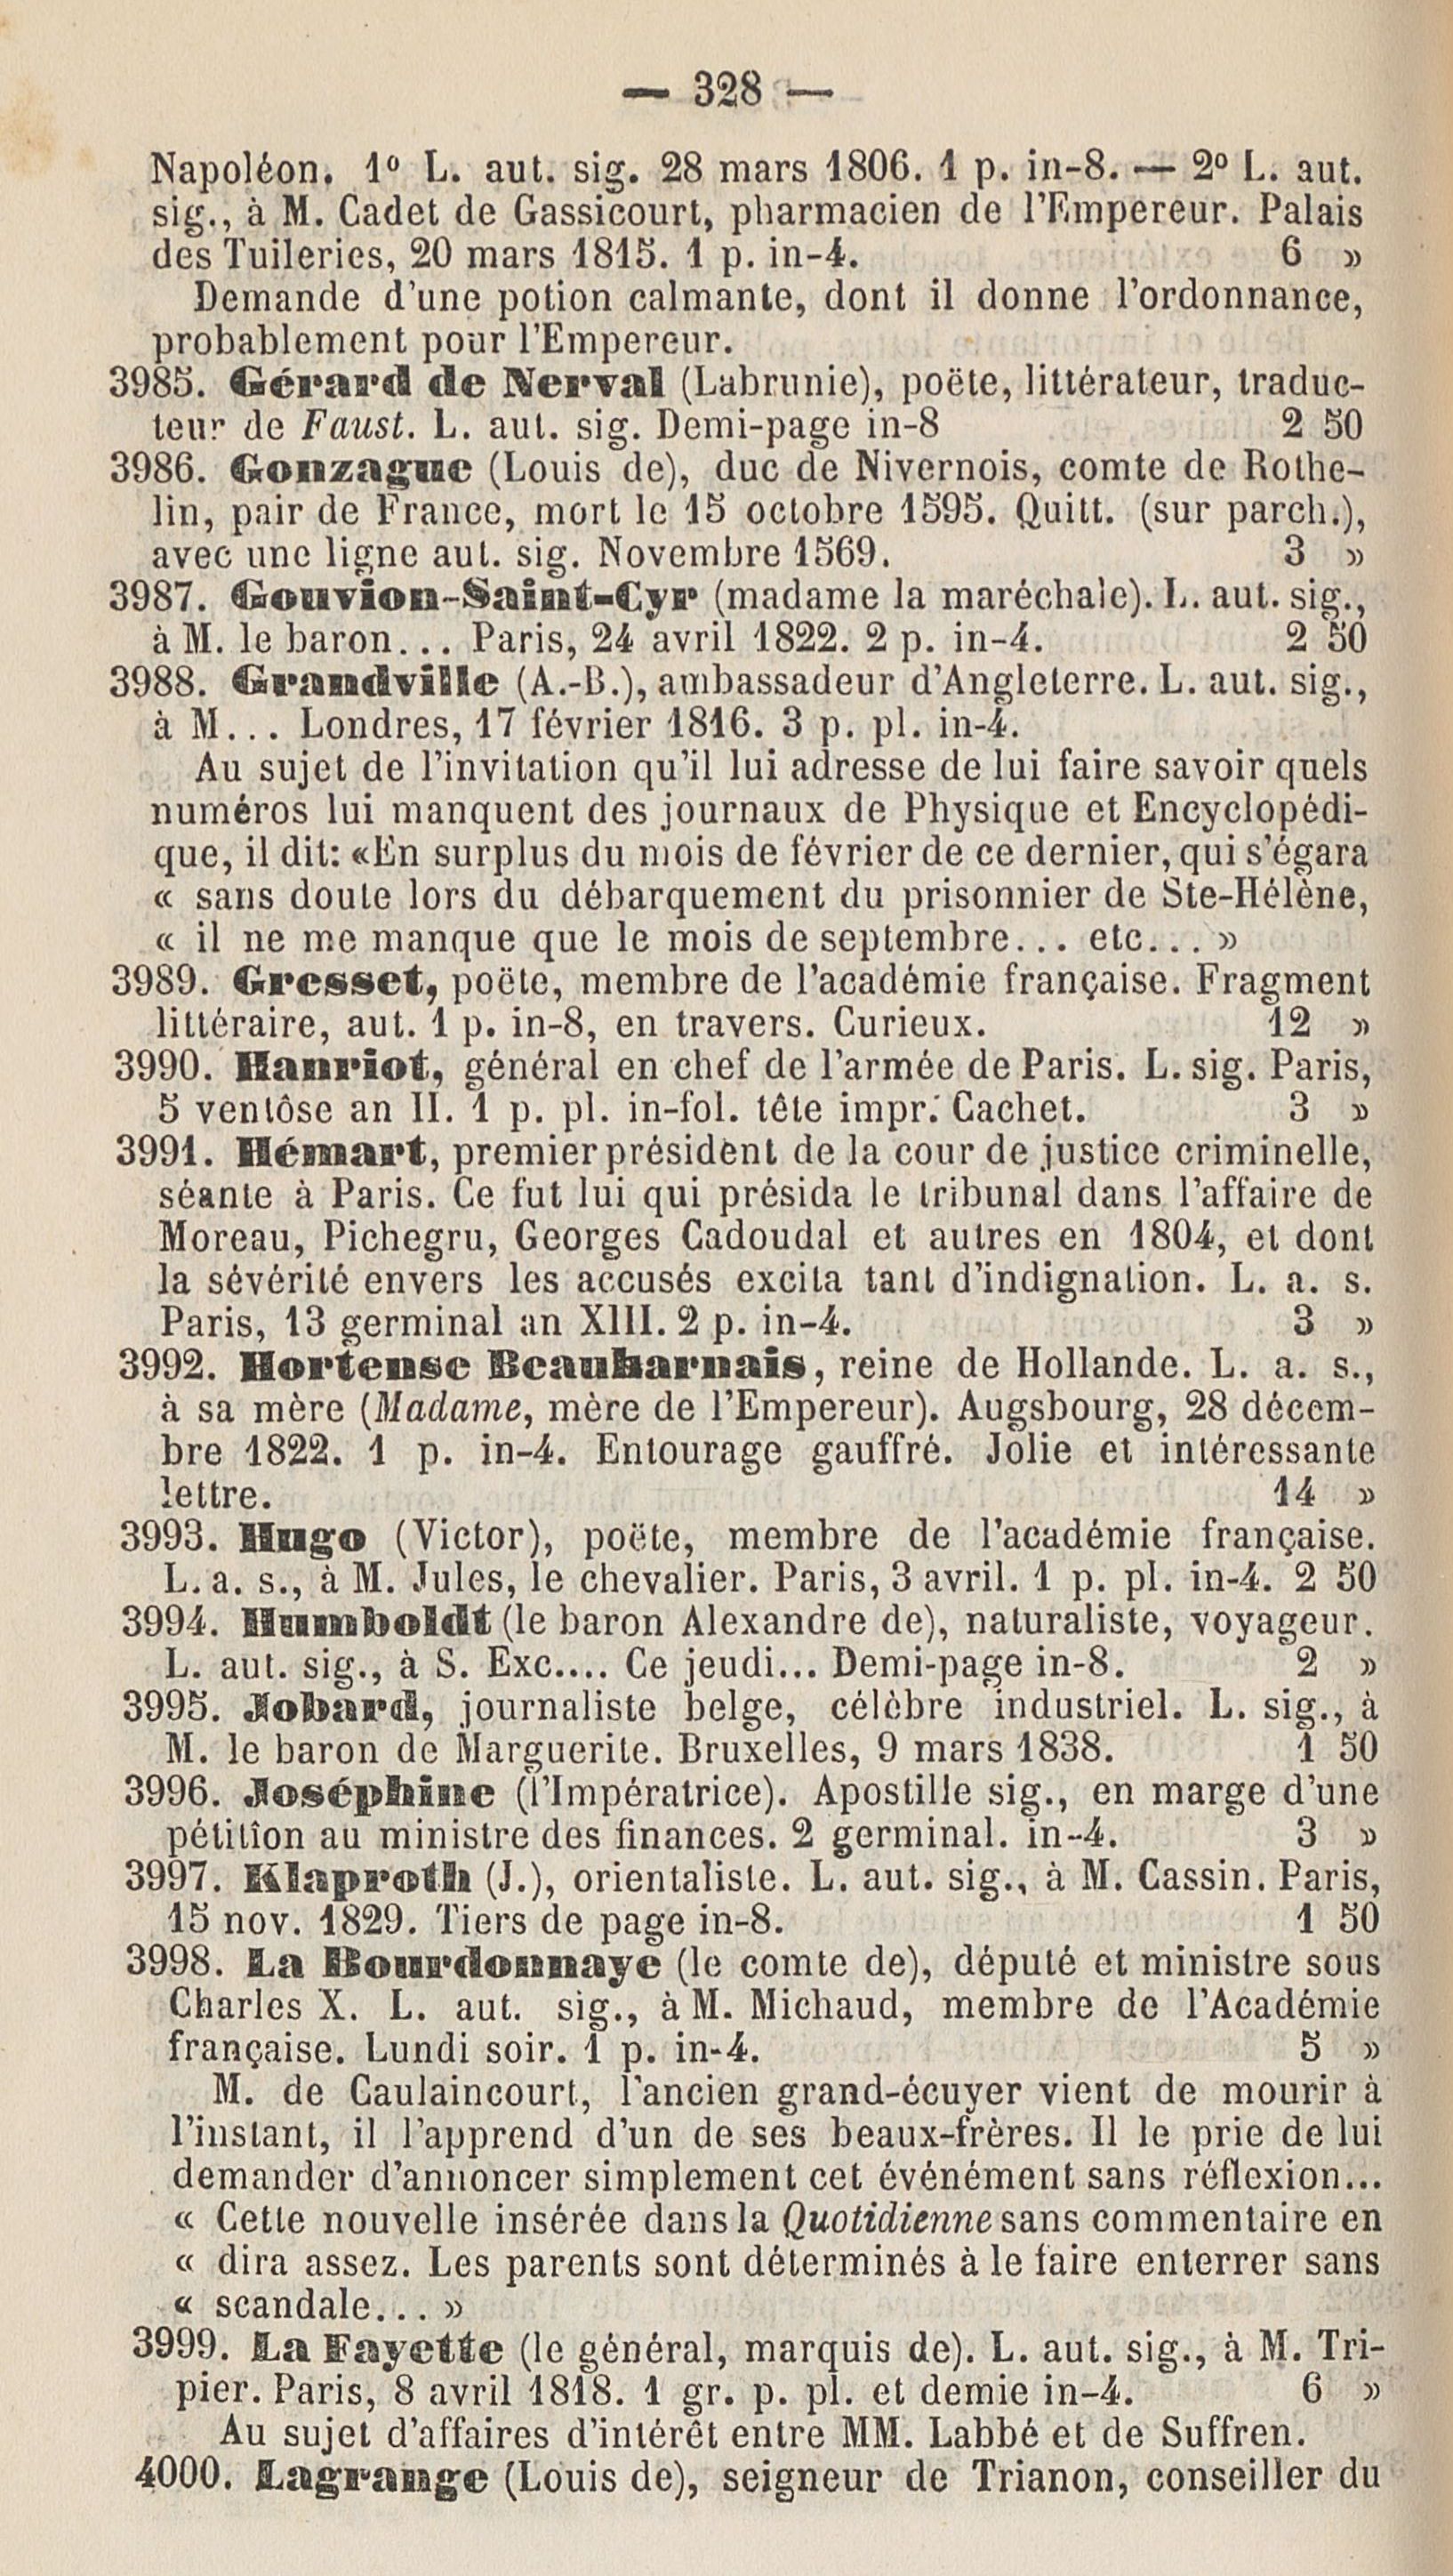 — 328 —
Napoléon. 1º L. aut. sig. 28 mars 1806. 1 p. in-8. — 2º L. aut.
sig., à M. Cadet de Gassicourt, pharmacien de l'Empereur. Palais
des Tuileries, 20 mars 1815. 1 p. in-4. 6 »
Demande d'une potion calmante, dont il donne l'ordonnance,
probablement pour l'Empereur.
3985. Gérard de Nerval (Labrunie), poëte, littérateur, traduc-
teur de Faust. L. aut. sig. Demi-page in-8 2 50
3986. Gonzague (Louis de), duc de Nivernois, comte de Rothe-
lin, pair de France, mort le 15 octobre 1595. Quitt. (sur parch.),
avec une ligne aut. sig. Novembre 1569. 3 »
3987. Gouvion-Saint-Cyr (madame la maréchale). L. aut. sig.,
à M. le baron... Paris, 24 avril 1822. 2 p. in-4. 2 50
3988. Grandville (A.-B.), ambassadeur d'Angleterre. L. aut. sig.,
à M... Londres, 17 février 1816. 3 p. pl. in-4.
Au sujet de l'invitation qu'il lui adresse de lui faire savoir quels
numéros lui manquent des journaux de Physique et Encyclopédi-
que, il dit: «En surplus du mois de février de ce dernier, qui s'égara
« sans doute lors du débarquement du prisonnier de Ste-Hélène,
« il ne me manque que le mois de septembre... etc... »
3989. Gresset, poëte, membre de l'académie française. Fragment
littéraire, aut. 1 p. in-8, en travers. Curieux. 12 »
3990. Hanriot, général en chef de l'armée de Paris. L. sig. Paris,
5 ventôse an II. 1 p. pl. in-fol. tête impr. Cachet. 3 »
3991. Hémart, premier président de la cour de justice criminelle,
séante à Paris. Ce fut lui qui présida le tribunal dans l'affaire de
Moreau, Pichegru, Georges Cadoudal et autres en 1804, et dont
la sévérité envers les accusés excita tant d'indignation. L. a. s.
Paris, 13 germinal an XIII. 2 p. in-4. 3 »
3992. Hortense Beauharnais, reine de Hollande. L. a. s.,
à sa mère (Madame, mère de l'Empereur). Augsbourg, 28 décem-
bre 1822. 1 p. in-4. Entourage gauffré. Jolie et intéressante
lettre. 14 »
3993. Hugo (Victor), poëte, membre de l'académie française.
L. a. s., à M. Jules, le chevalier. Paris, 3 avril. 1 p. pl. in-4. 2 50
3994. Humboldt (le baron Alexandre de), naturaliste, voyageur.
L. aut. sig., à S. Exc.... Ce jeudi... Demi-page in-8. 2 »
3995. Jobard, journaliste belge, célèbre industriel. L. sig., à
M. le baron de Marguerite. Bruxelles, 9 mars 1838. 1 50
3996. Joséphine (l'Impératrice). Apostille sig., en marge d'une
pétitîon au ministre des finances. 2 germinal. in-4. 3 »
3997. Klaproth (J.), orientaliste. L. aut. sig., à M. Cassin. Paris,
15 nov. 1829. Tiers de page in-8. 1 50
3998. La Bourdonnaye (le comte de), député et ministre sous
Charles X. L. aut. sig., à M. Michaud, membre de l'Académie
française. Lundi soir. 1 p. in-4. 5 »
M. de Caulaincourt, l'ancien grand-écuyer vient de mourir à
l'instant, il l'apprend d'un de ses beaux-frères. Il le prie de lui
demander d'annoncer simplement cet événément sans réflexion...
« Cette nouvelle insérée dans la Quotidienne sans commentaire en
« dira assez. Les parents sont déterminés à le faire enterrer sans
« scandale... »
3999. La Fayette (le général, marquis de). L. aut. sig., à M. Tri-
pier. Paris, 8 avril 1818. 1 gr. p. pl. et demie in-4. 6 »
Au sujet d'affaires d'intérêt entre MM. Labbé et de Suffren.
4000. Lagrange (Louis de), seigneur de Trianon, conseiller du